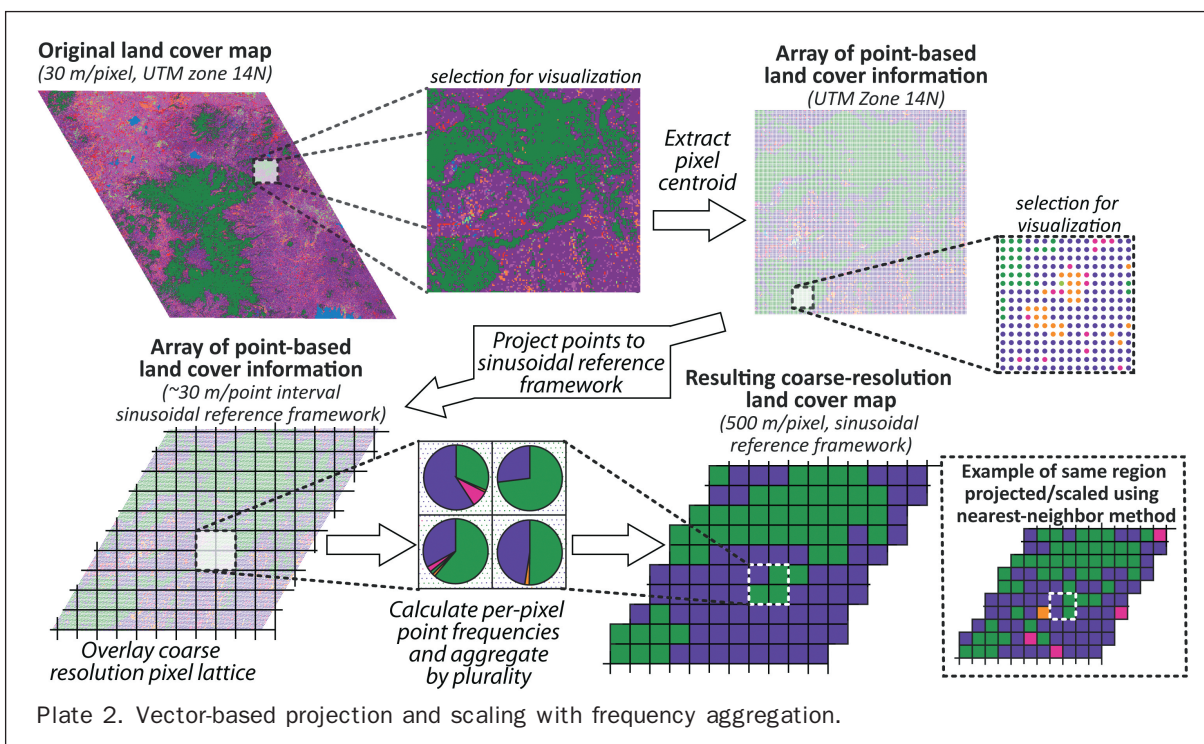 Original land cover map
(30 m/pixel, UTM zone 14N)
selection for visualization
Extract
pixel
centroid
Array of point-based
land cover information
(UTM Zone 14N)
selection for
visualization
Project points to
sinusoidal reference
framework
Array of point-based
land cover information
(~30 m/point interval
sinusoidal reference framework)
Overlay coarse
resolution pixel lattice
Calculate per-pixel
point frequencies
and aggregate
by plurality
Resulting coarse-resolution
land cover map
(500 m/pixel, sinusoidal
reference framework)
Example of same region
projected/scaled using
nearest-neighbor method
Plate 2. Vector-based projection and scaling with frequency aggregation.